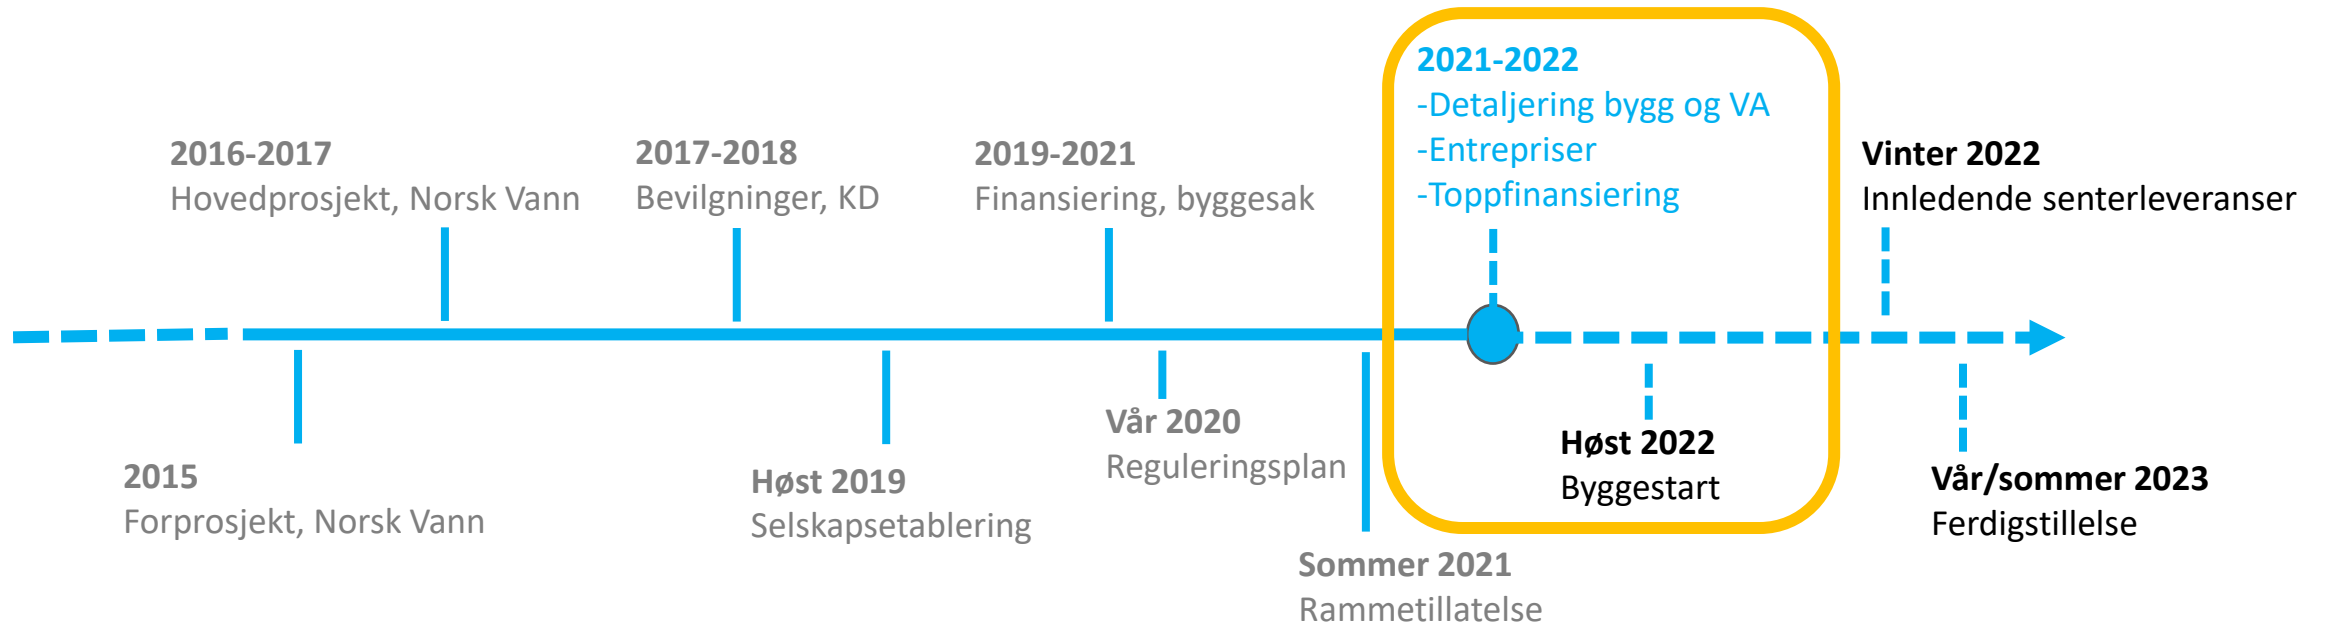 2016-2017
Hovedprosjekt, Norsk Vann
2017-2018
Bevilgninger, KD
2019-2021
Finansiering, byggesak
2021-2022
-Detaljering bygg og VA
-Entrepriser
-Toppfinansiering
Vinter 2022
Innledende senterleveranser
2015
Forprosjekt, Norsk Vann
Høst 2019
Selskapsetablering
Vår 2020
Reguleringsplan
Sommer 2021
Rammetillatelse
Høst 2022
Byggestart
Vår/sommer 2023
Ferdigstillelse